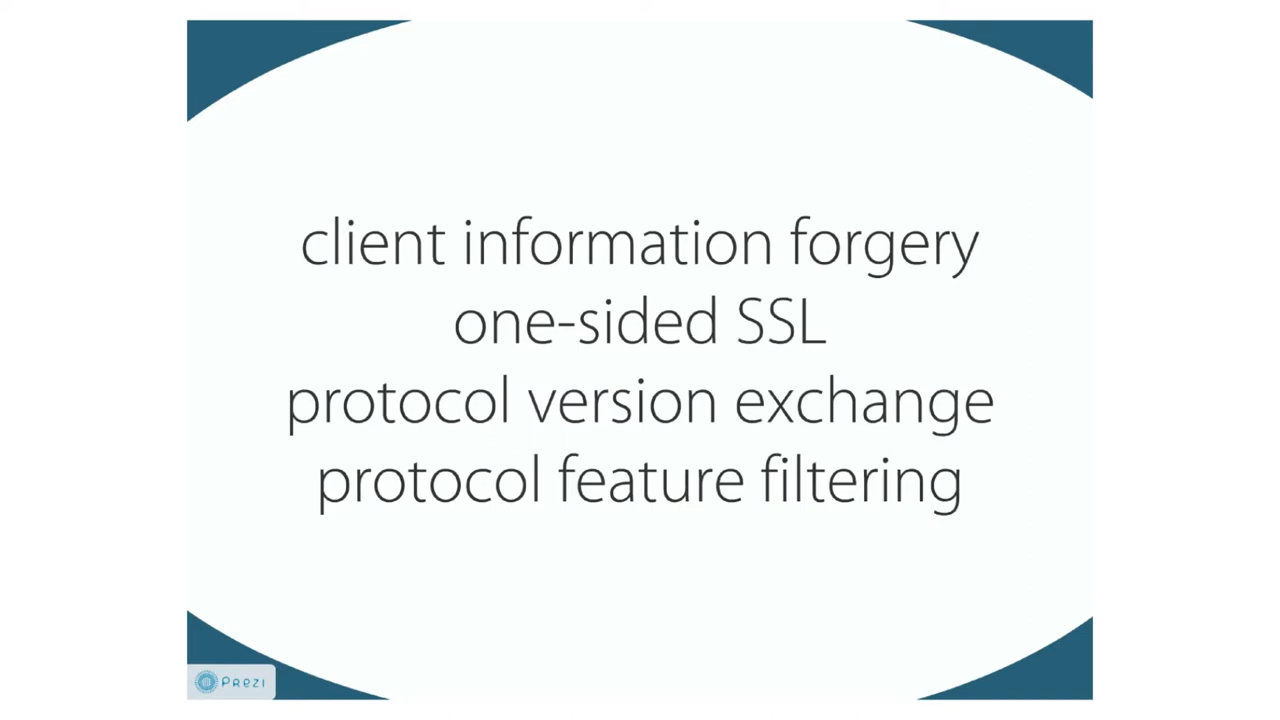 client information forgery
one-sided SSL
protocol version exchange
protocol feature filtering
Prezi